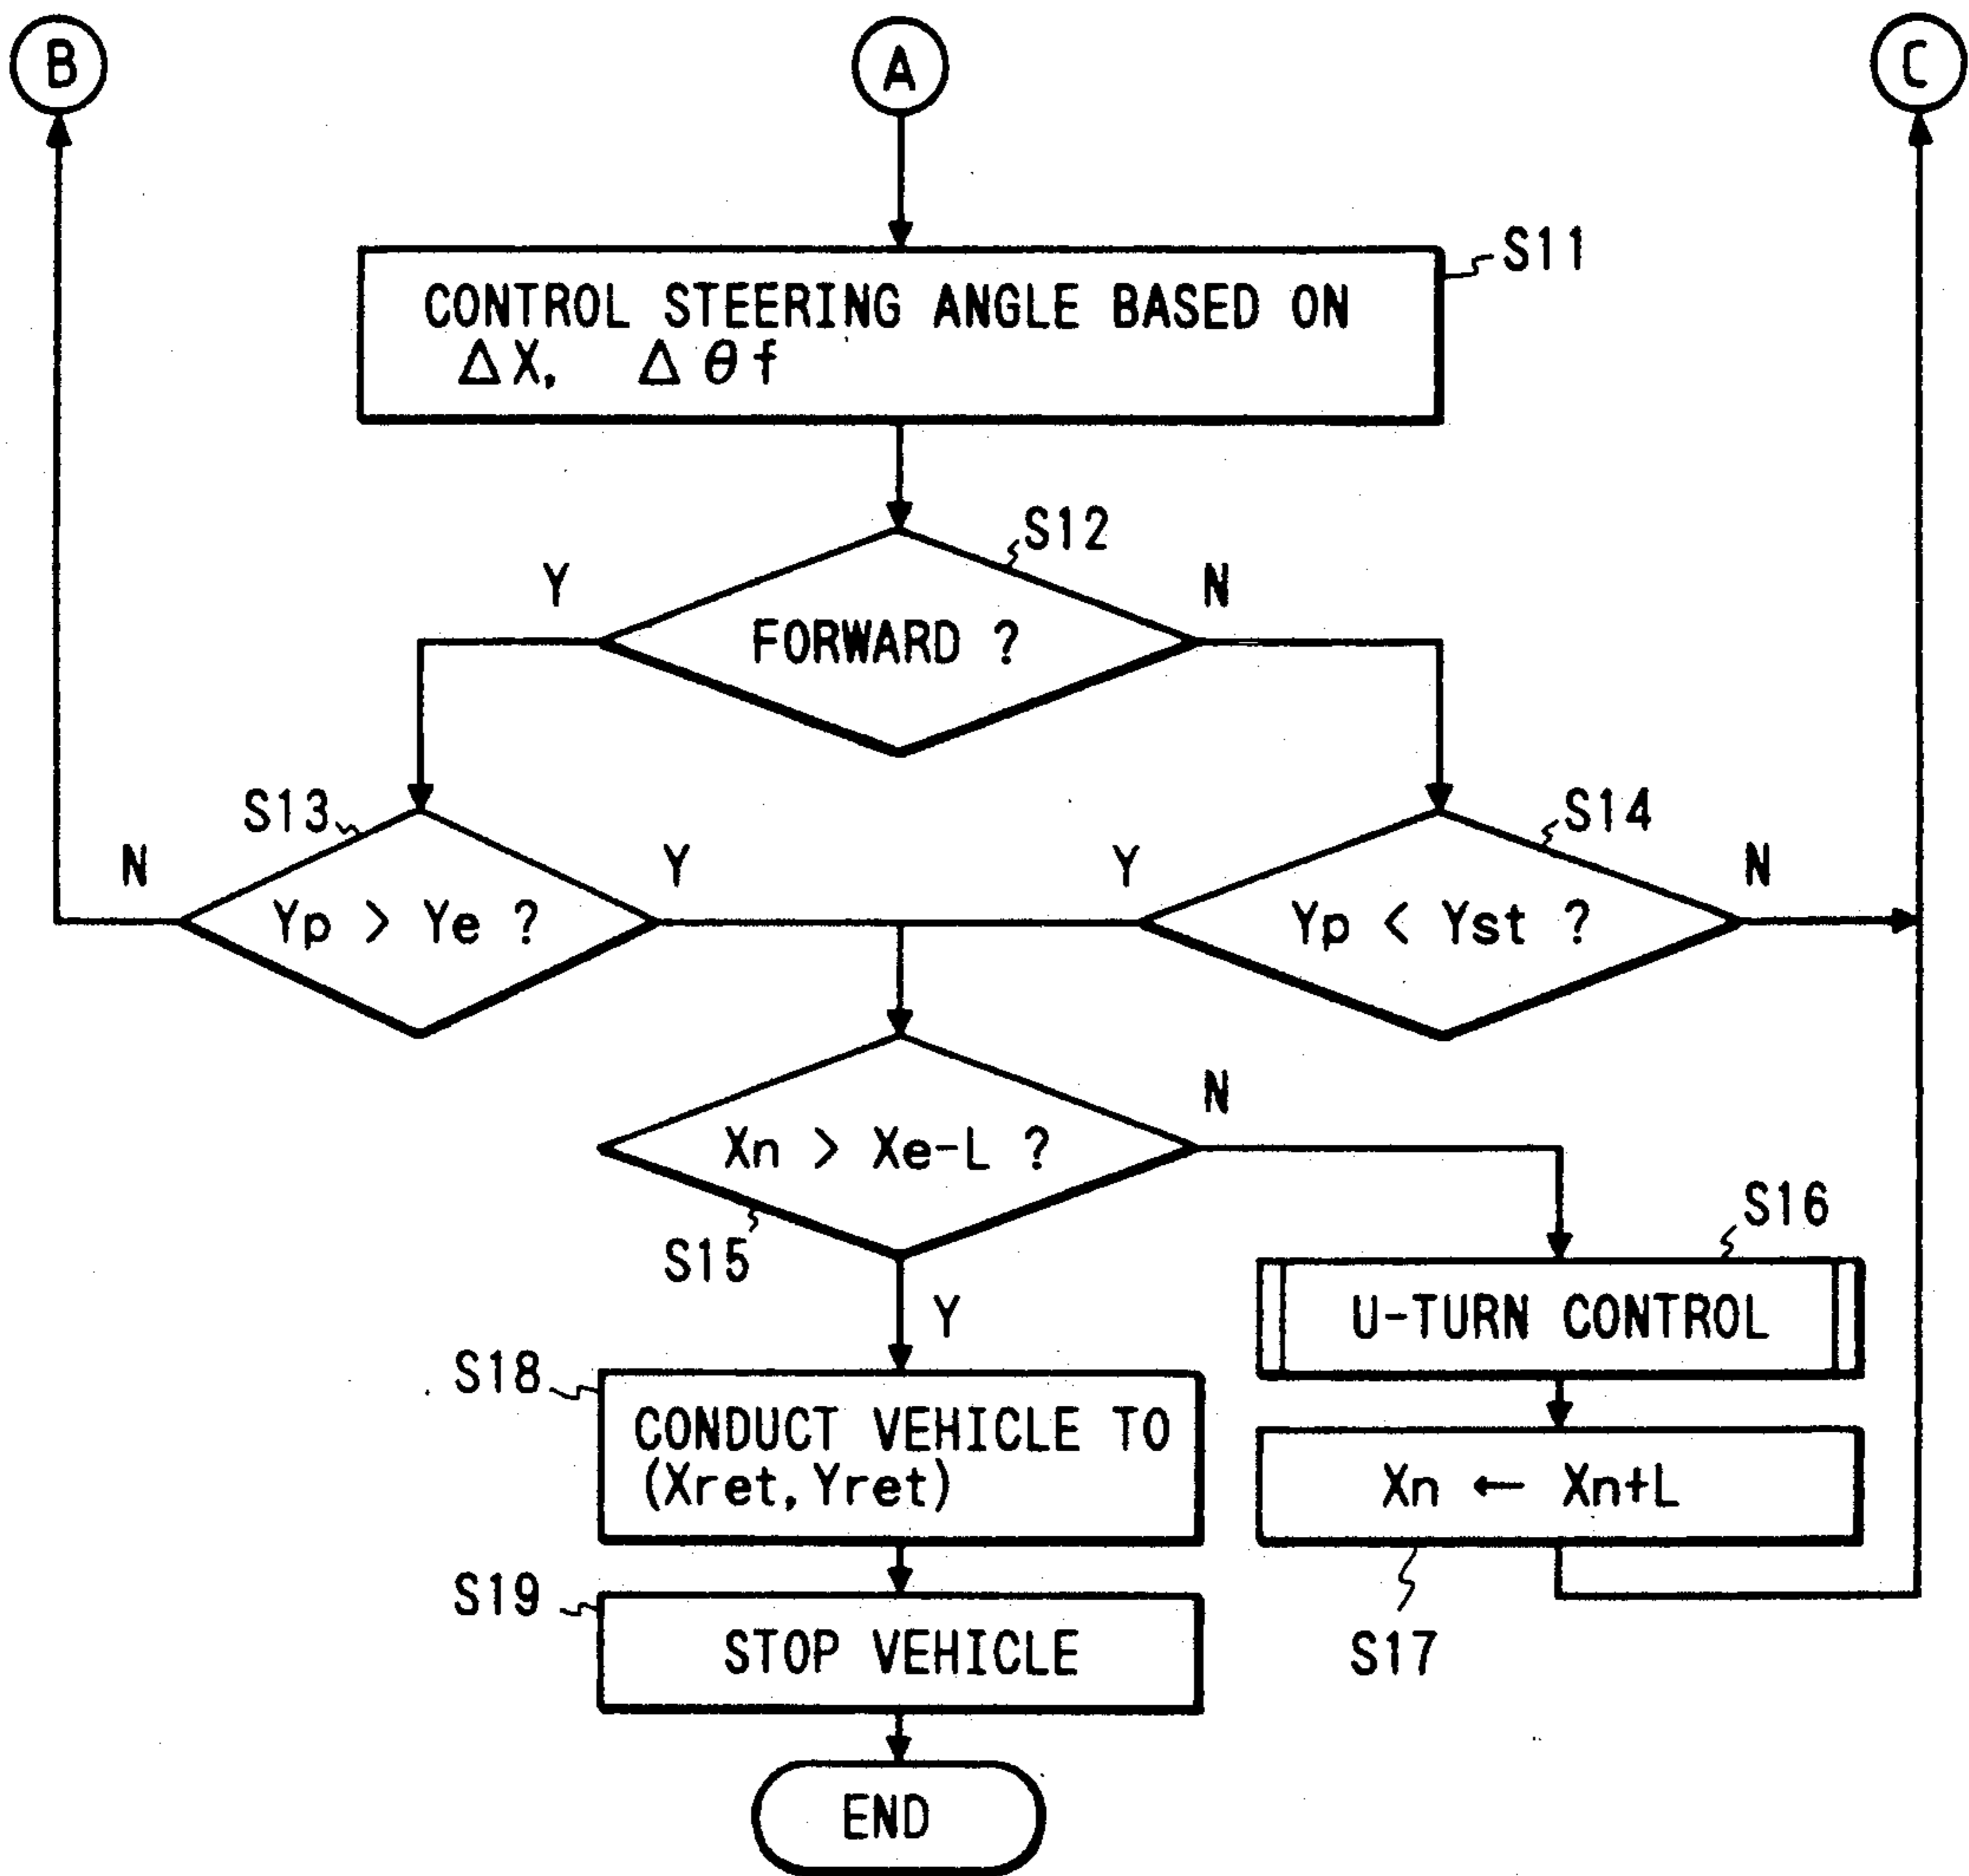 B
A
C
S11
CONTROL STEERING ANGLE BASED ON
ΔX, Δθf
S12
Y
N
FORWARD ?
S13
S14
N
Y
Y
N
Yp > Ye ?
Yp < Yst ?
N
Xn > Xe-L ?
S15
S16
Y
U-TURN CONTROL
S18
CONDUCT VEHICLE TO
(Xret, Yret)
Xn ← Xn+L
S19
S17
STOP VEHICLE
END